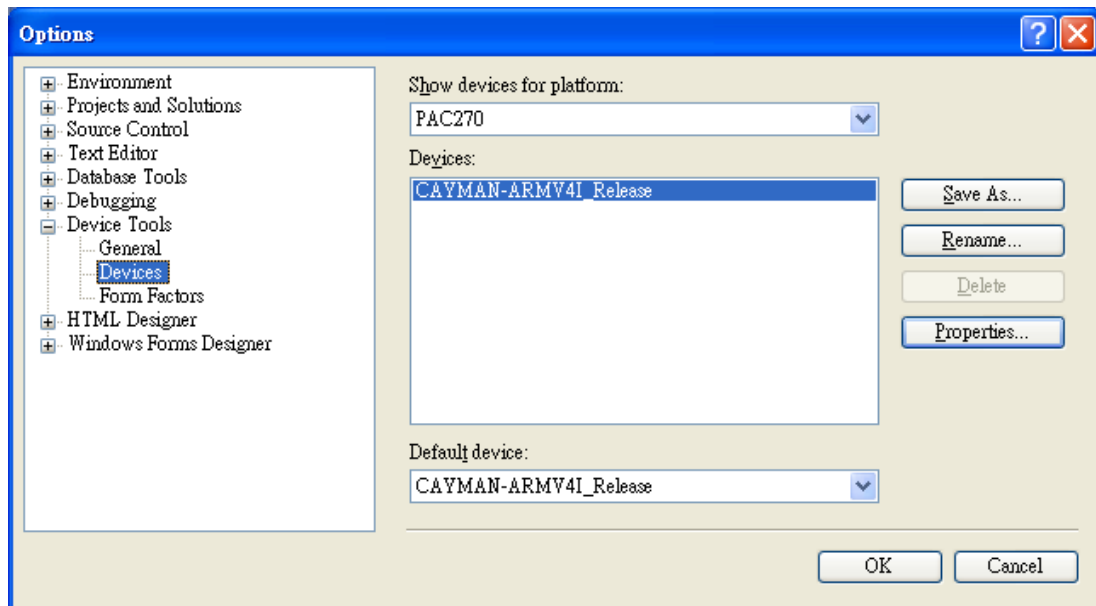 Options
Environment
Projects and Solutions
Source Control
Text Editor
Database Tools
Debugging
Device Tools
General
Devices
Form Factors
HTML Designer
Windows Forms Designer
Show devices for platform:
PAC270
Devices:
CAYMAN-ARMV4I_Release
Save As...
Rename...
Delete
Properties...
Default device:
CAYMAN-ARMV4I_Release
OK
Cancel